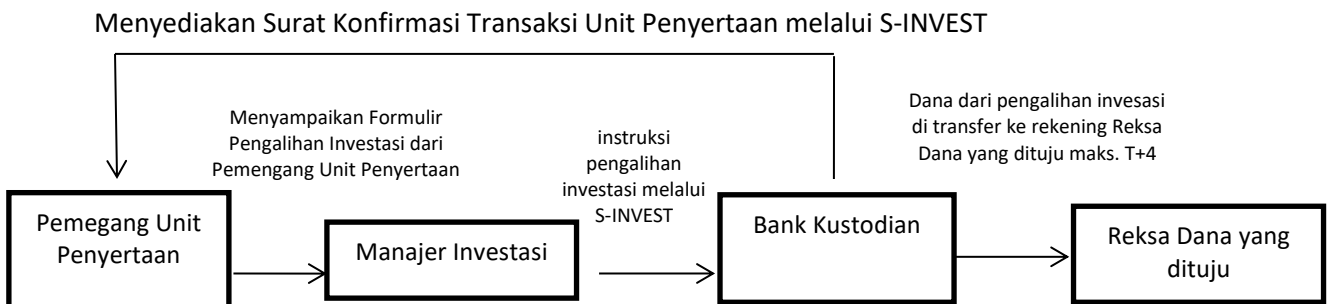 Menyediakan Surat Konfirmasi Transaksi Unit Penyertaan melalui S-INVEST
Menyampaikan Formulir
Pengalihan Investasi dari
Pemengang Unit Penyertaan
instruksi
pengalihan
investasi melalui
S-INVEST
Dana dari pengalihan invesasi
di transfer ke rekening Reksa
Dana yang dituju maks. T+4
Pemegang Unit
Penyertaan
Manajer Investasi
Bank Kustodian
Reksa Dana yang
dituju